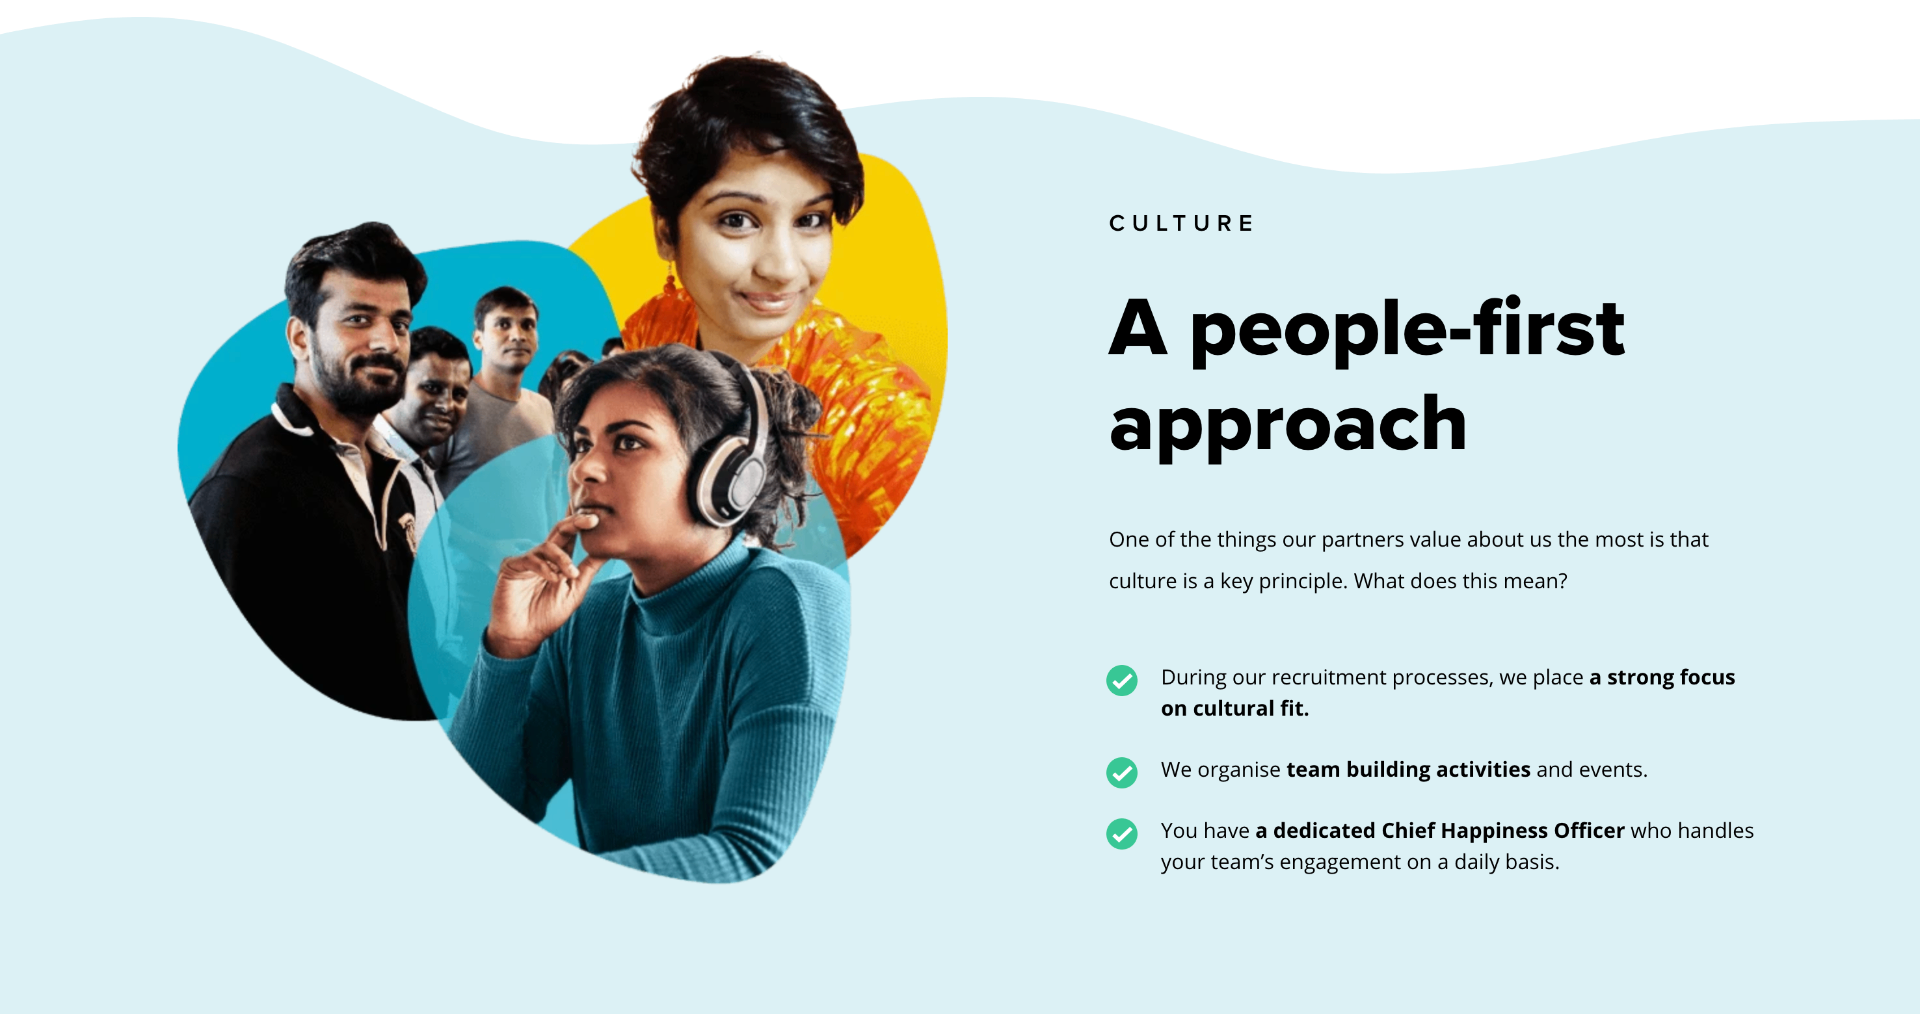 CULTURE
A people-first
approach
One of the things our partners value about us the most is that
culture is a key principle. What does this mean?
During our recruitment processes, we place a strong focus
on cultural fit.
We organise team building activities and events.
You have a dedicated Chief Happiness Officer who handles
your team’s engagement on a daily basis.